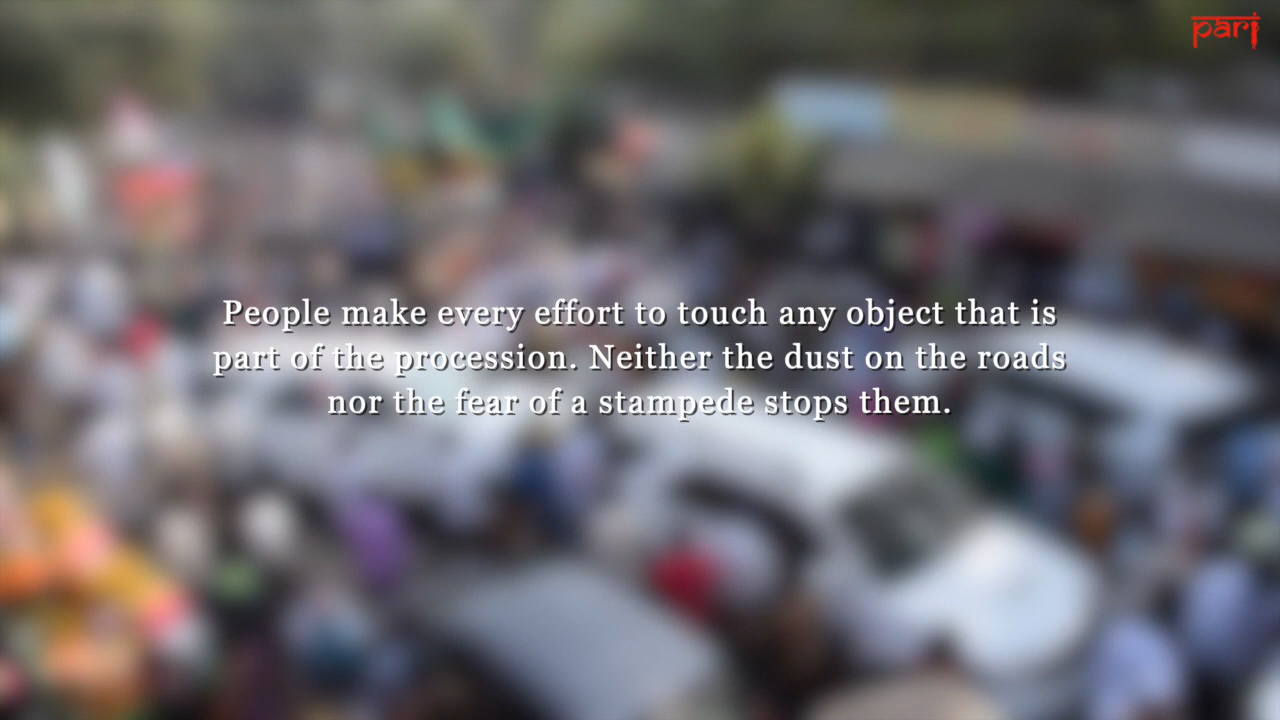 pari
People make every effort to touch any object that is
part of the procession. Neither the dust on the roads
nor the fear of a stampede stops them.